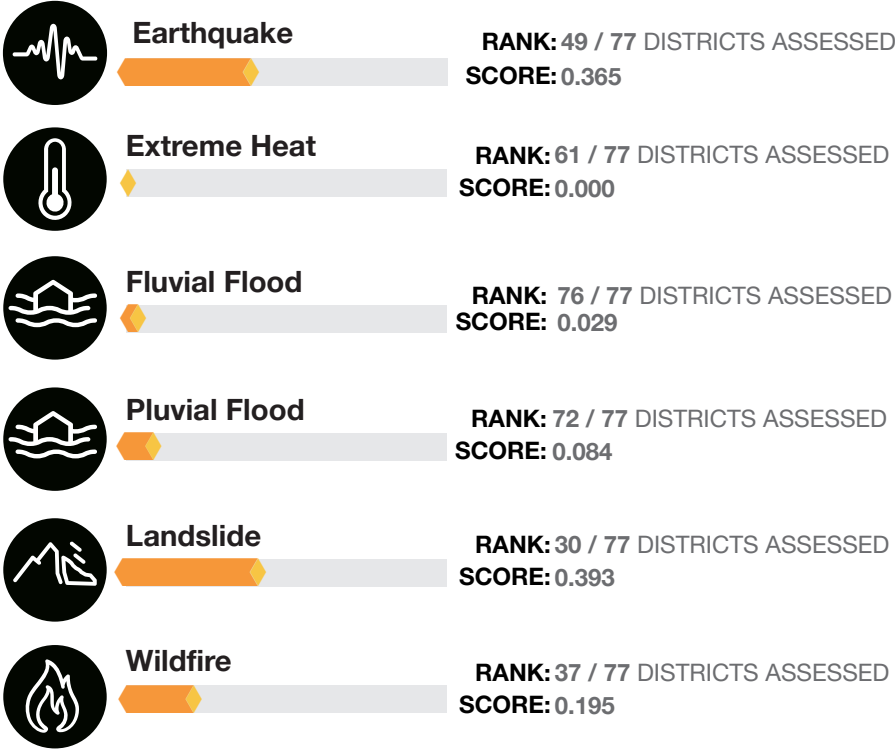 Earthquake
RANK: 49 / 77 DISTRICTS ASSESSED
SCORE: 0.365
Extreme Heat
RANK: 61 / 77 DISTRICTS ASSESSED
SCORE: 0.000
Fluvial Flood
RANK: 76 / 77 DISTRICTS ASSESSED
SCORE: 0.029
Pluvial Flood
RANK: 72 / 77 DISTRICTS ASSESSED
SCORE: 0.084
Landslide
RANK: 30 / 77 DISTRICTS ASSESSED
SCORE: 0.393
Wildfire
RANK: 37 / 77 DISTRICTS ASSESSED
SCORE: 0.195